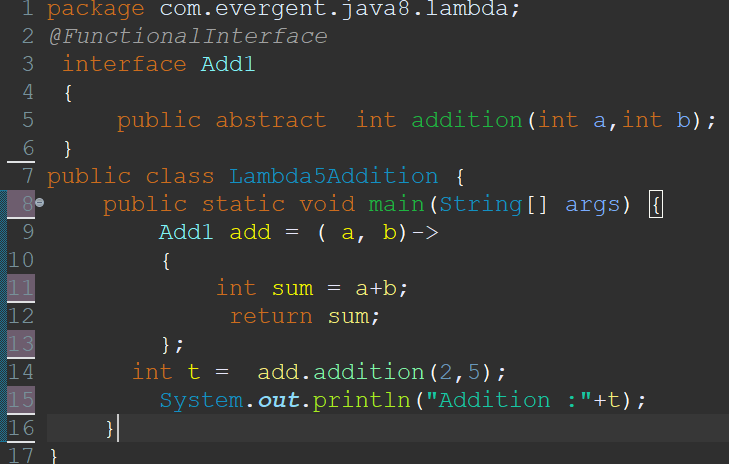 1 package com.evergent.java8.lambda;
2 @FunctionalInterface
3  interface Add1
4  {
5      public abstract  int addition(int a,int b);
6  }
7 public class Lambda5Addition {
8     public static void main(String[] args) {
9         Add1 add = ( a, b)->
10         {
11             int sum = a+b;
12              return sum;
13         };
14       int t =  add.addition(2,5);
15         System.out.println("Addition :"+t);
16     }
17 }